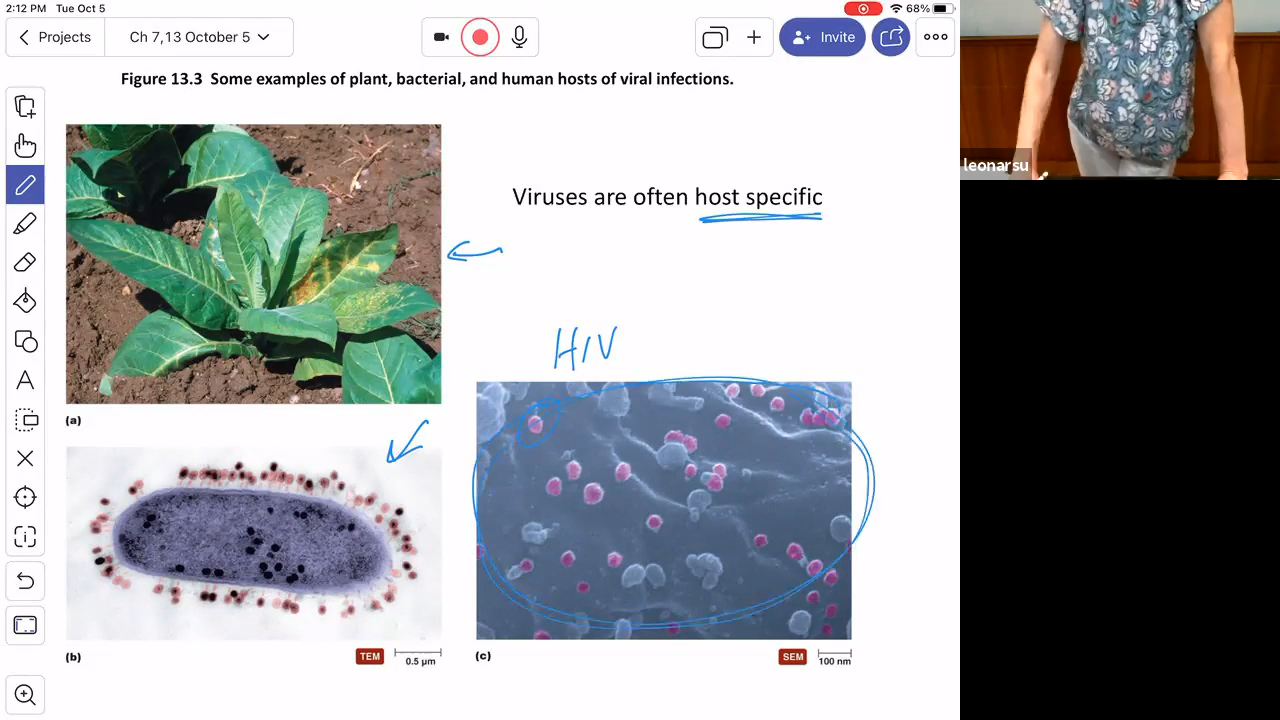 2:12 PM Tue Oct 5
68%
Projects
Ch 7,13 October 5
Invite
Figure 13.3 Some examples of plant, bacterial, and human hosts of viral infections.
leonarsu
Viruses are often host specific
HIV
(a)
A
(b)
TEM
0.5 μm
(c)
SEM
100 nm